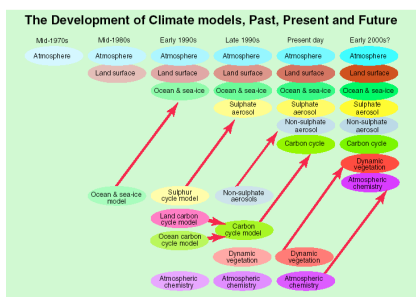 The Development of Climate models, Past, Present and Future
Mid-1970s Mid-1980s Early 1990s Late 1990s Present day Early 2000s?
Atmosphere Atmosphere Atmosphere Atmosphere Atmosphere Atmosphere
Land surface Land surface Land surface Land surface Land surface
Ocean & sea-ice Ocean & sea-ice Ocean & sea-ice Ocean & sea-ice
Sulphate Sulphate Sulphate
aerosol aerosol aerosol
Non-sulphate Non-sulphate
aerosol aerosol
Carbon cycle Carbon cycle
Dynamic
vegetation
Atmospheric
chemistry
Ocean & sea-ice
model
Sulphur
cycle model
Non-sulphate
aerosols
Land carbon
cycle model
Carbon
cycle model
Ocean carbon
cycle model
Dynamic
vegetation
Dynamic
vegetation
Atmospheric
chemistry
Atmospheric
chemistry
Atmospheric
chemistry